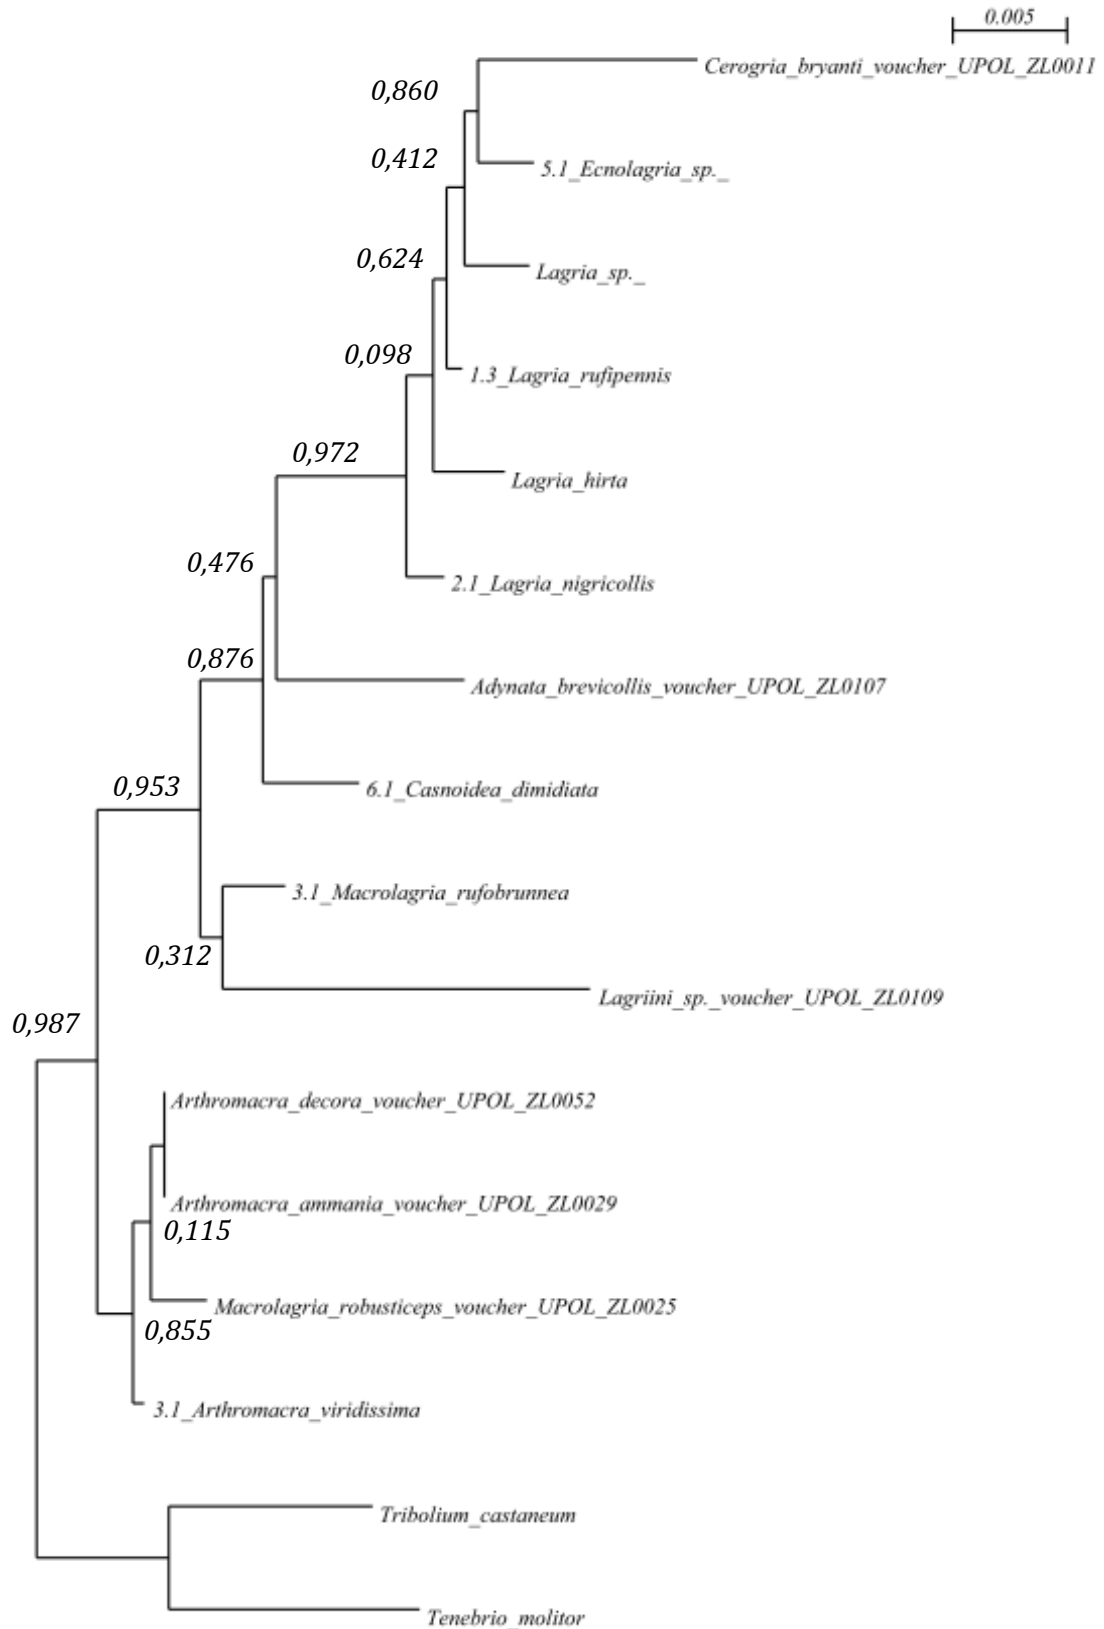 0.005
Cerogria_bryanti_voucher_UPOL_ZL0011
0,860
0,412
5.1_Ecnolagria_sp._
0,624
Lagria_sp._
0,098
1.3_Lagria_rufipennis
0,972
Lagria_hirta
0,476
2.1_Lagria_nigricollis
0,876
Adynata_brevicollis_voucher_UPOL_ZL0107
0,953
6.1_Casnoidea_dimidiata
3.1_Macrolagria_rufobrunnea
0,312
Lagriini_sp._voucher_UPOL_ZL0109
0,987
Arthromacra_decora_voucher_UPOL_ZL0052
Arthromacra_ammania_voucher_UPOL_ZL0029
0,115
Macrolagria_robusticeps_voucher_UPOL_ZL0025
0,855
3.1_Arthromacra_viridissima
Tribolium_castaneum
Tenebrio_molitor